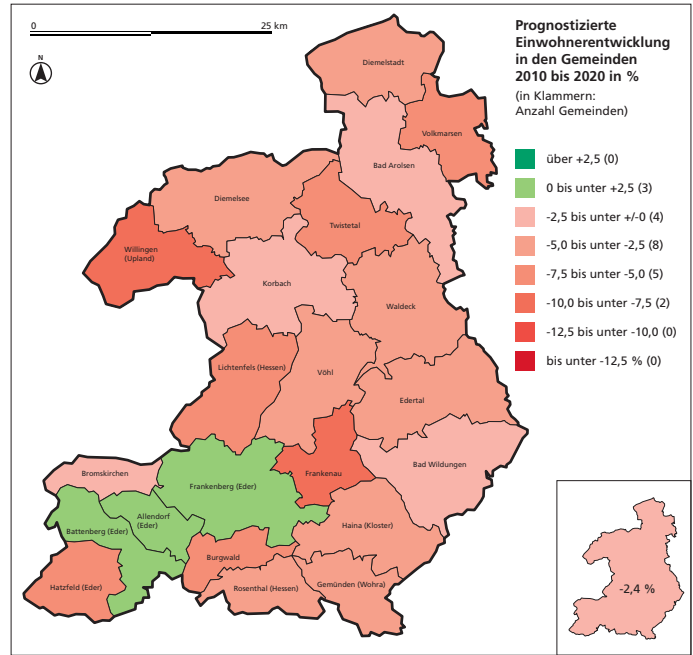 0 25 km
N
Prognostizierte
Einwohnerentwicklung
in den Gemeinden
2010 bis 2020 in %
(in Klammern:
Anzahl Gemeinden)
über +2,5 (0)
0 bis unter +2,5 (3)
-2,5 bis unter +/-0 (4)
-5,0 bis unter -2,5 (8)
-7,5 bis unter -5,0 (5)
-10,0 bis unter -7,5 (2)
-12,5 bis unter -10,0 (0)
bis unter -12,5 % (0)
Diemelstadt
Volkmarsen
Bad Arolsen
Diemelsee
Twistetal
Willingen
(Upland)
Korbach
Waldeck
Lichtenfels (Hessen)
Vöhl
Edertal
Bromskirchen
Frankenberg (Eder)
Frankenau
Bad Wildungen
Allendorf
(Eder)
Battenberg (Eder)
Haina (Kloster)
Burgwald
Hatzfeld (Eder)
Rosenthal (Hessen)
Gemünden (Wohra)
-2,4 %